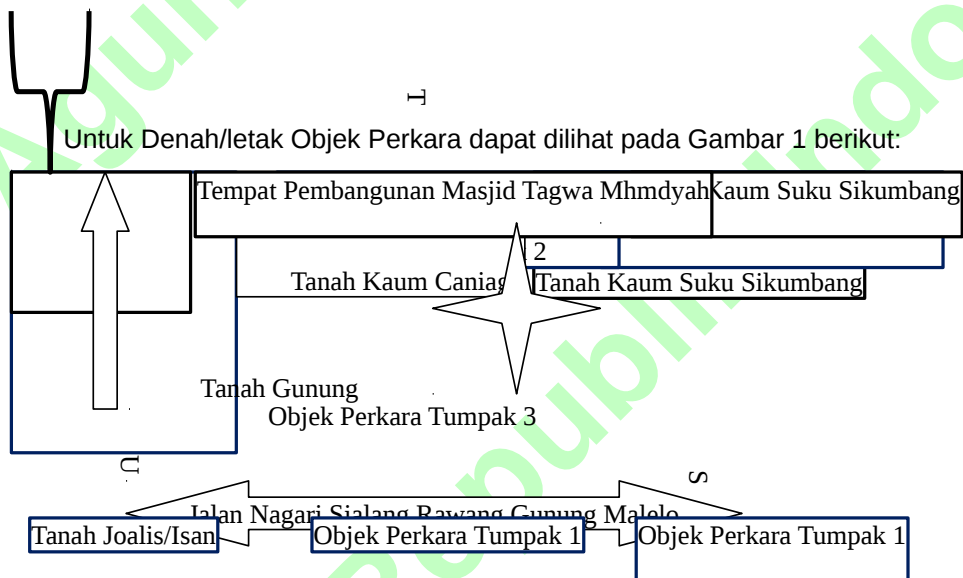 T
Untuk Denah/letak Objek Perkara dapat dilihat pada Gambar 1 berikut:
Tempat Pembangunan Masjid Tagwa Mhmdyah
Kaum Suku Sikumbang
2
Tanah Kaum Caniag
Tanah Kaum Suku Sikumbang
Tanah Gunung
Objek Perkara Tumpak 3
U
S
Jalan Nagari Sialang Rawang Gunung Malelo
Tanah Joalis/Isan
Objek Perkara Tumpak 1
Objek Perkara Tumpak 1